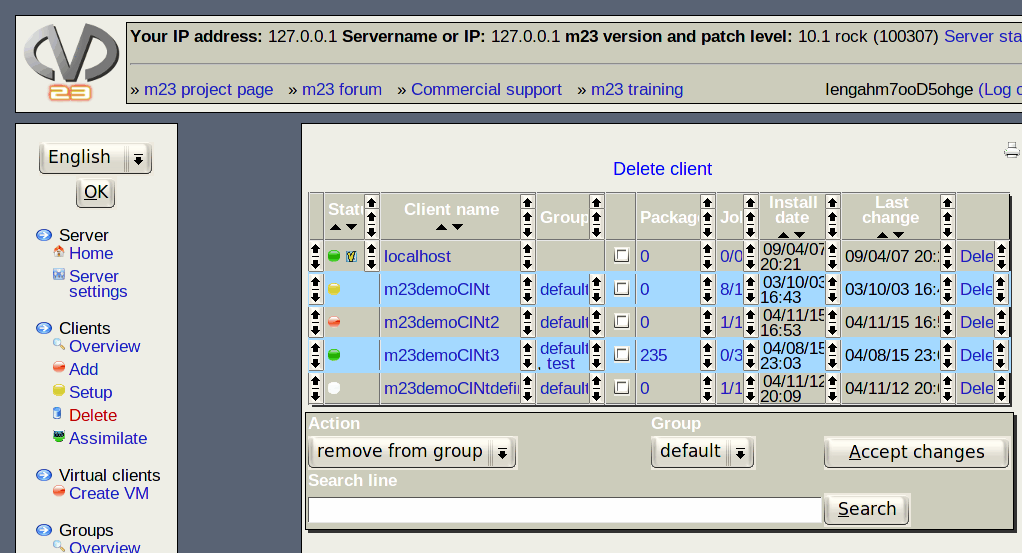 Your IP address: 127.0.0.1 Servername or IP: 127.0.0.1 m23 version and patch level: 10.1 rock (100307) Server sta
23
» m23 project page » m23 forum » Commercial support » m23 training Iengahm7ooD5ohge (Log o
English
OK
Server
Home
Server
settings
Clients
Overview
Add
Setup
Delete
Assimilate
Virtual clients
Create VM
Groups
Overview
Delete client
Statu Client name Group Package Job Install date Last change
localhost 0 0/0 09/04/07 20:21 09/04/07 20: Dele
m23demoClNt default 0 8/1 03/10/03 16:43 03/10/03 16:4 Dele
m23demoClNt2 default 0 1/1 04/11/15 16:53 04/11/15 16: Dele
m23demoClNt3 default, test 235 0/3 04/08/15 23:03 04/08/15 23:0 Dele
m23demoClNtdefin default 0 1/1 04/11/12 20:09 04/11/12 20:0 Dele
Action Group
remove from group default Accept changes
Search line
Search